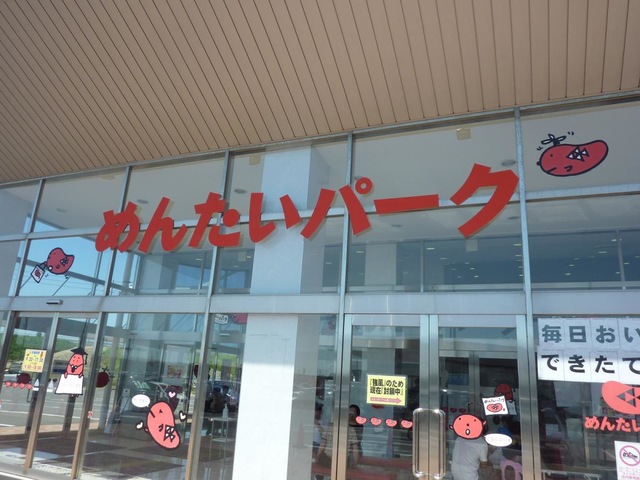 めんたいパーク
毎日おい
できたて
「強風」のため
現在「封鎖中」
めんたい